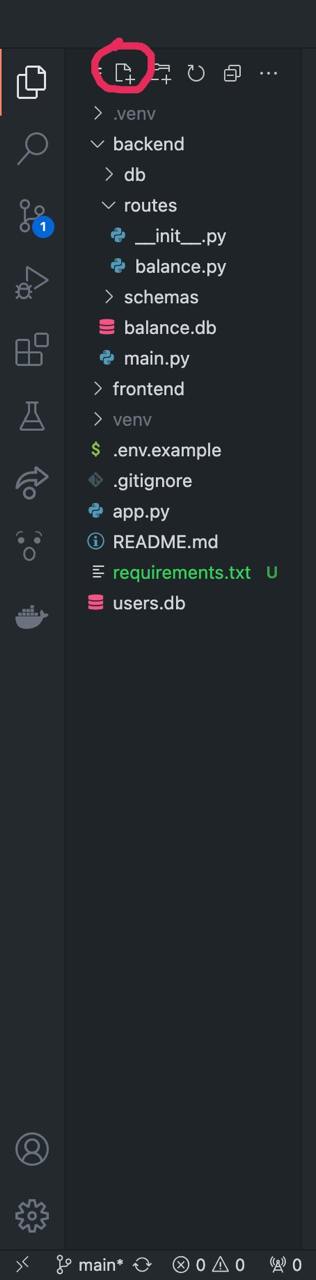 .venv
backend
db
routes
__init__.py
balance.py
schemas
balance.db
main.py
frontend
venv
.env.example
.gitignore
app.py
README.md
requirements.txt U
users.db
1
main* 0 0 0